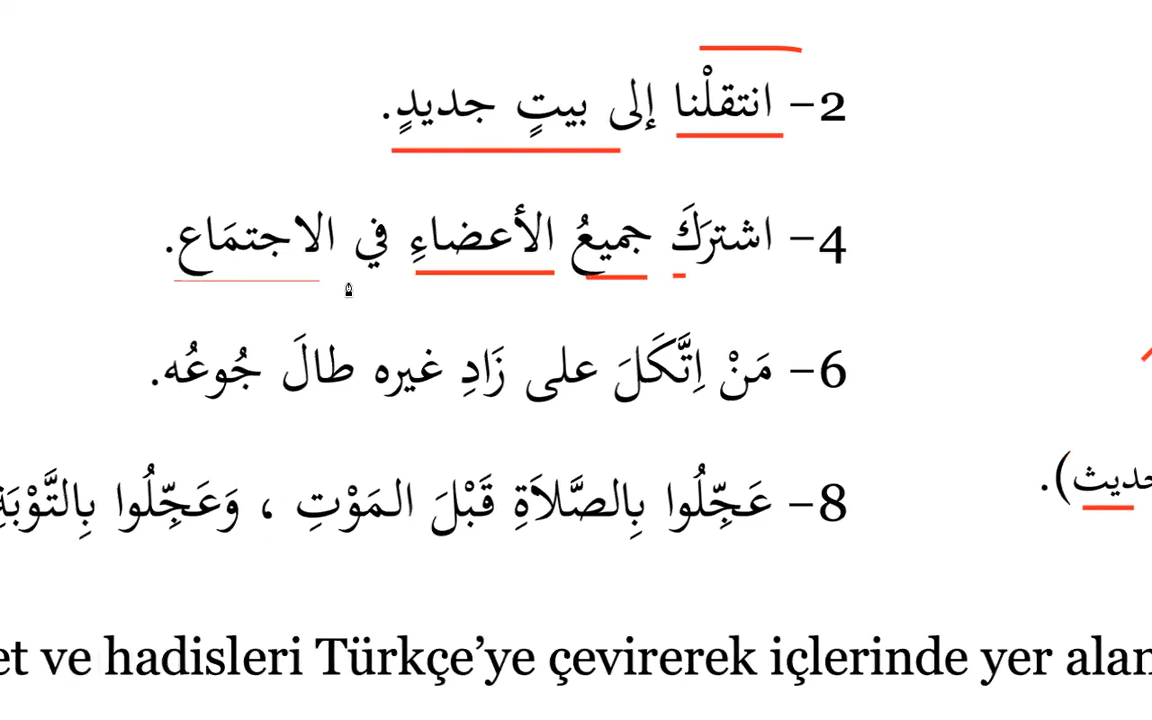 2- انتقلْنا إلى بيتٍ جديدٍ.
4- اشترَكَ جميعُ الأعضاءِ في الاجتمَاع.
6- مَنْ اِتَّكَلَ على زَادِ غيره طالَ جُوعُه.
حديث).
8- عَجِّلُوا بِالصَّلاَةِ قَبْلَ المَوْتِ ، وَعَجِّلُوا بِالتَّوْبَةِ
et ve hadisleri Türkçe’ye çevirerek içlerinde yer alan